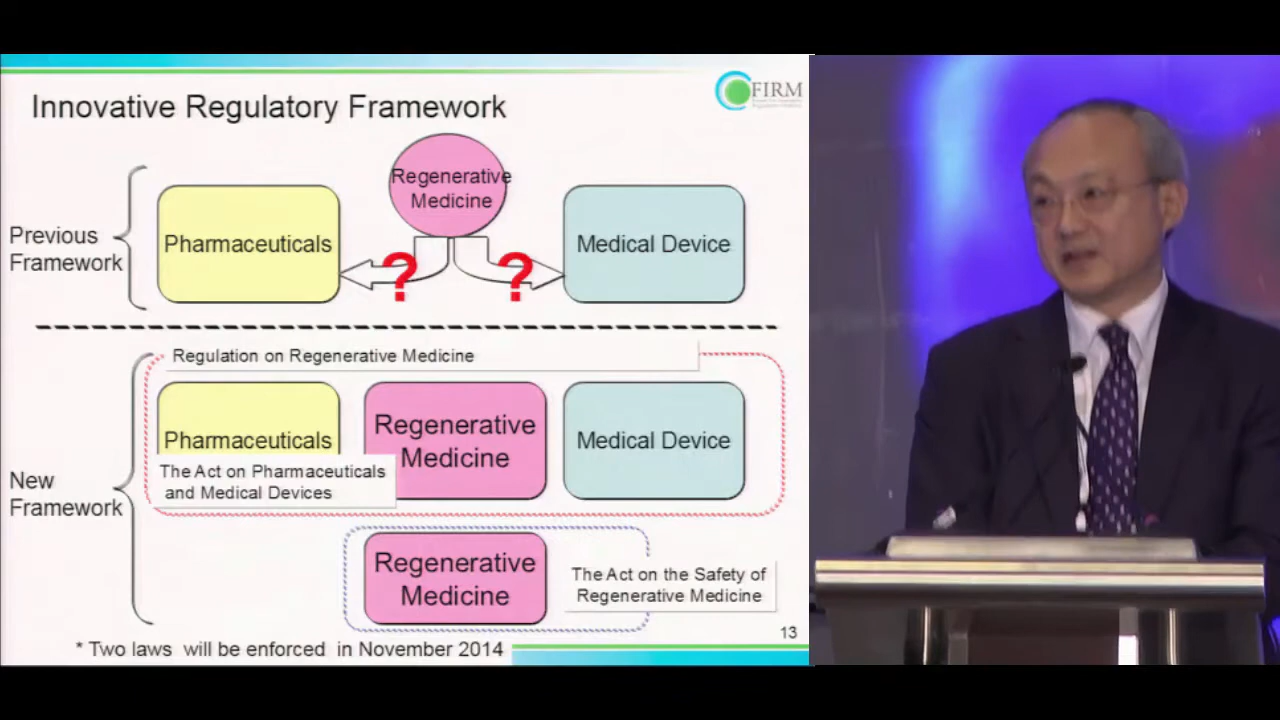 Innovative Regulatory Framework
FIRM
Regenerative
Medicine
Previous
Framework
Pharmaceuticals
?
?
Medical Device
Regulation on Regenerative Medicine
New
Framework
Pharmaceuticals
Regenerative
Medicine
Medical Device
The Act on Pharmaceuticals
and Medical Devices
Regenerative
Medicine
The Act on the Safety of
Regenerative Medicine
13
* Two laws will be enforced in November 2014